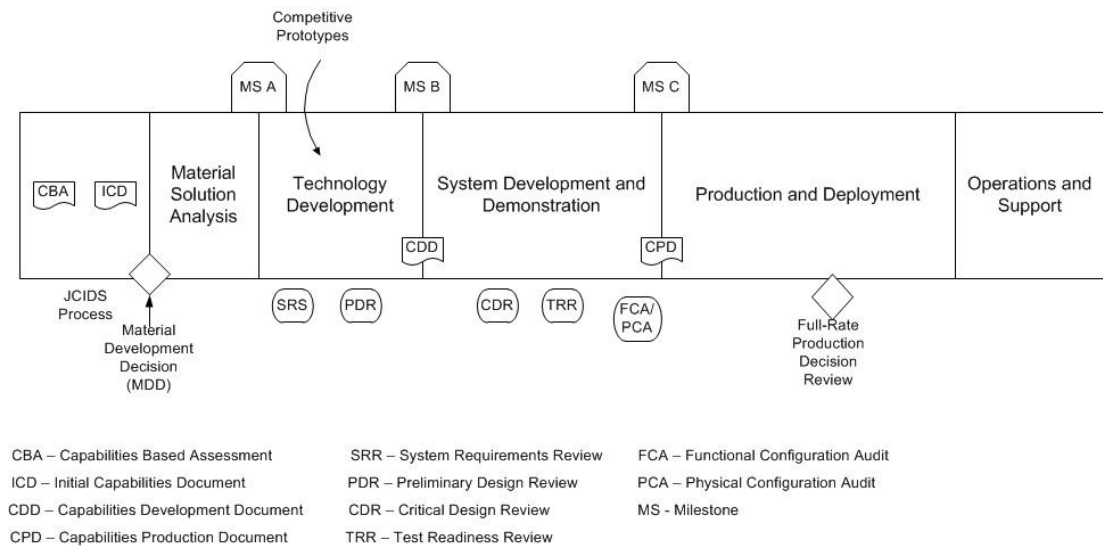 Competitive
Prototypes
MS A
MS B
MS C
CBA
ICD
Material
Solution
Analysis
Technology
Development
System Development and
Demonstration
Production and Deployment
Operations and
Support
CDD
CPD
JCIDS
Process
Material
Development
Decision
(MDD)
SRS
PDR
CDR
TRR
FCA/
PCA
Full-Rate
Production
Decision
Review
CBA – Capabilities Based Assessment
ICD – Initial Capabilities Document
CDD – Capabilities Development Document
CPD – Capabilities Production Document
SRR – System Requirements Review
PDR – Preliminary Design Review
CDR – Critical Design Review
TRR – Test Readiness Review
FCA – Functional Configuration Audit
PCA – Physical Configuration Audit
MS - Milestone